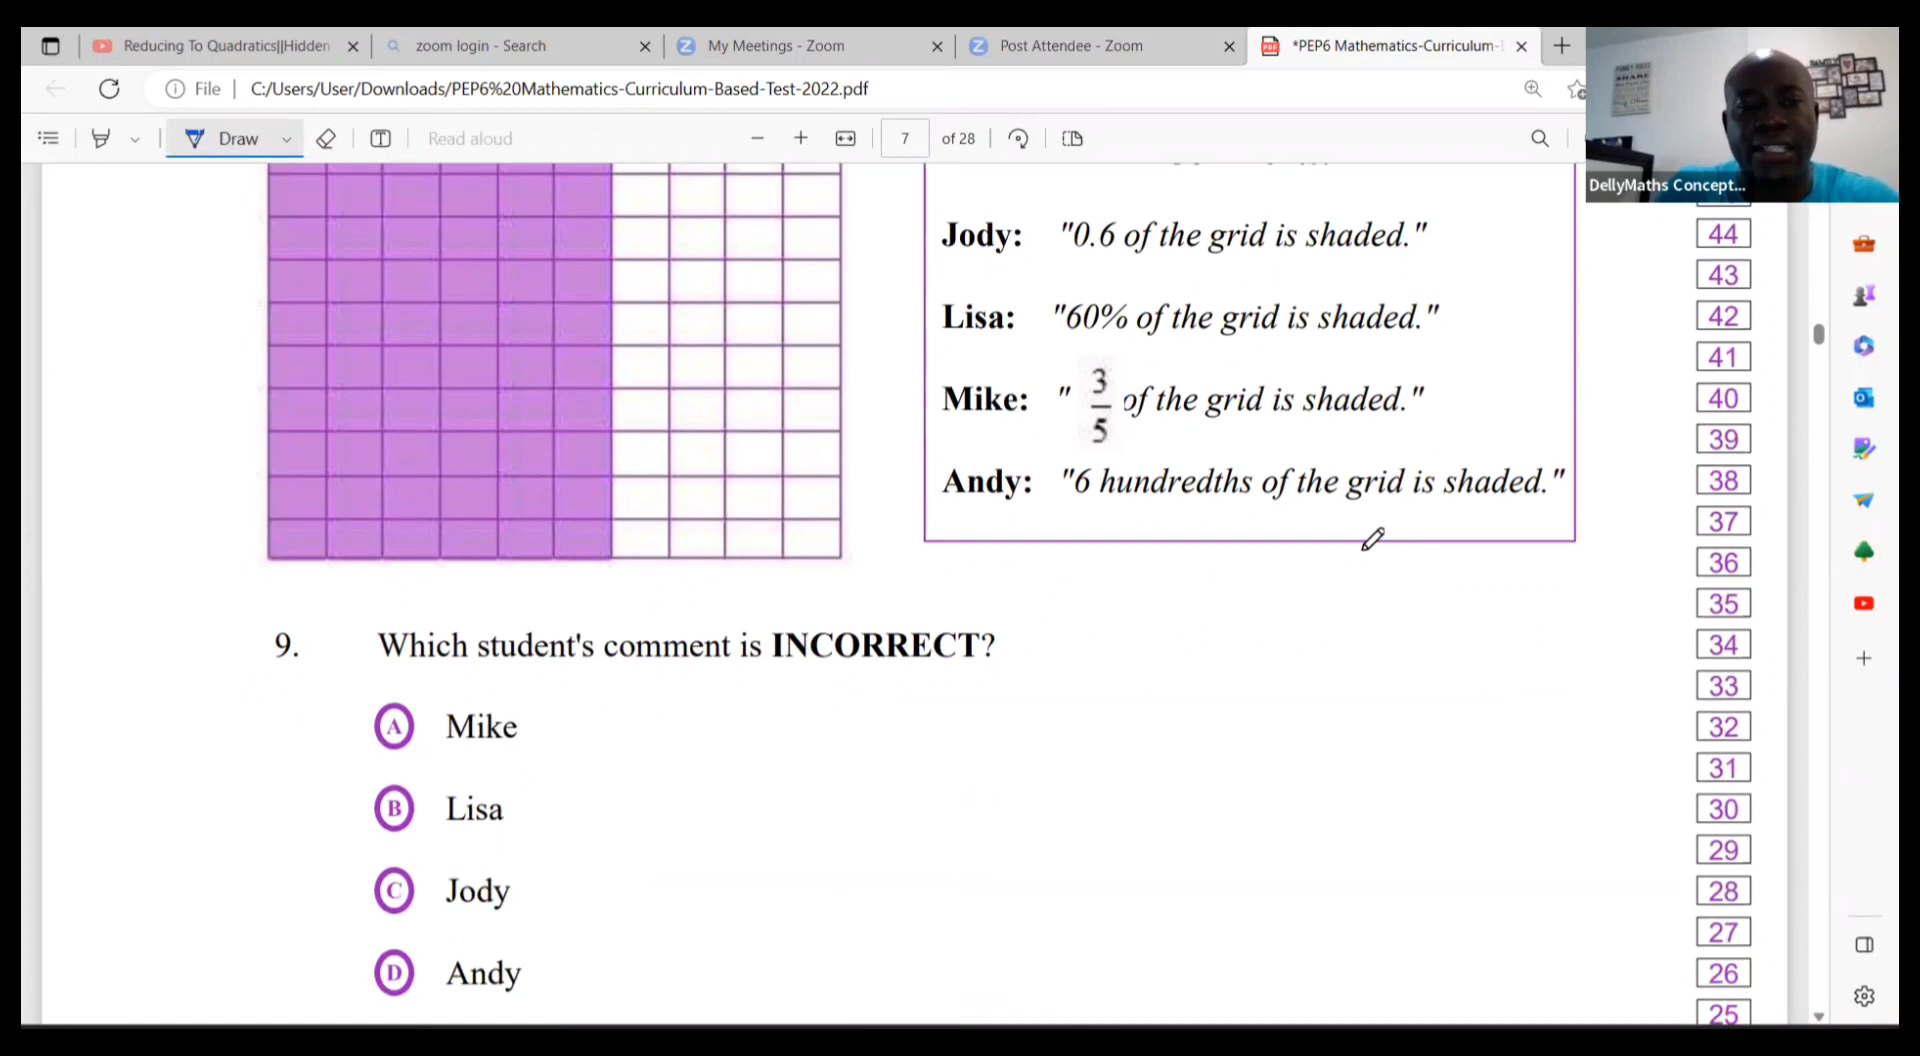 Reducing To Quadratics||Hidden
zoom login - Search
My Meetings - Zoom
Post Attendee - Zoom
*PEP6 Mathematics-Curriculum-
File
C:/Users/User/Downloads/PEP6%20Mathematics-Curriculum-Based-Test-2022.pdf
Draw
Read aloud
7 of 28
DellyMaths Concept...
Jody: "0.6 of the grid is shaded."
Lisa: "60% of the grid is shaded."
Mike: " 3/5 of the grid is shaded."
Andy: "6 hundredths of the grid is shaded."
9. Which student's comment is INCORRECT?
A Mike
B Lisa
C Jody
D Andy
44
43
42
41
40
39
38
37
36
35
34
33
32
31
30
29
28
27
26
25